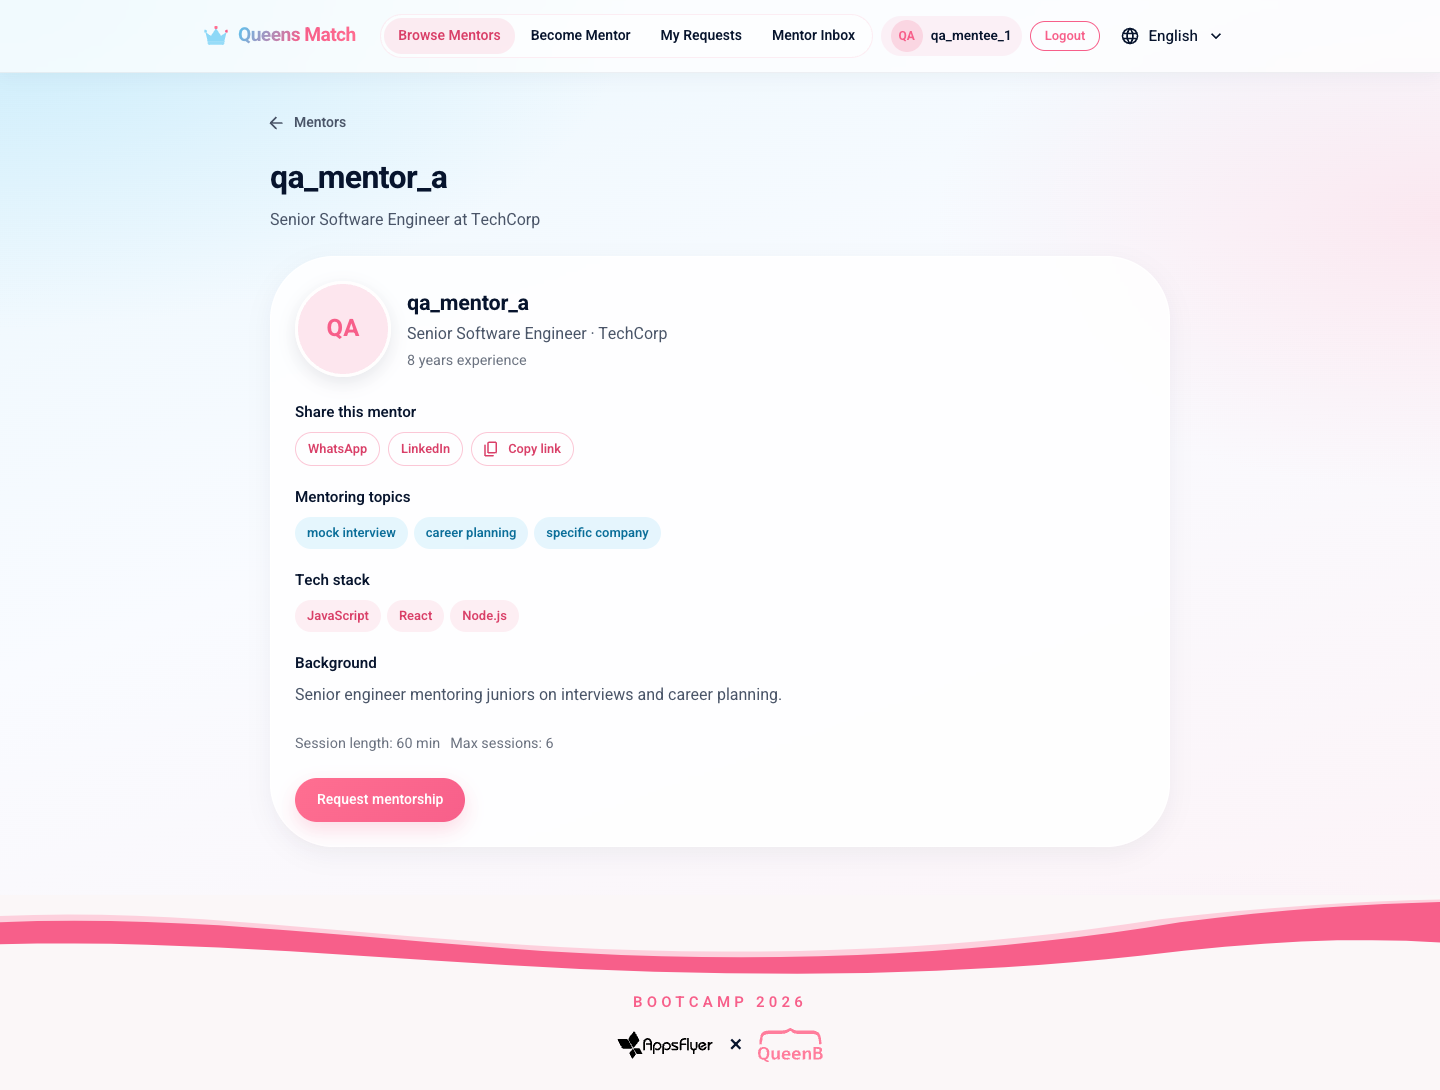 Queens Match Browse Mentors Become Mentor My Requests Mentor Inbox QA qa_mentee_1 Logout English
Mentors
qa_mentor_a
Senior Software Engineer at TechCorp
QA
qa_mentor_a
Senior Software Engineer · TechCorp
8 years experience
Share this mentor
WhatsApp LinkedIn Copy link
Mentoring topics
mock interview career planning specific company
Tech stack
JavaScript React Node.js
Background
Senior engineer mentoring juniors on interviews and career planning.
Session length: 60 min Max sessions: 6
Request mentorship
BOOTCAMP 2026
AppsFlyer × QueenB